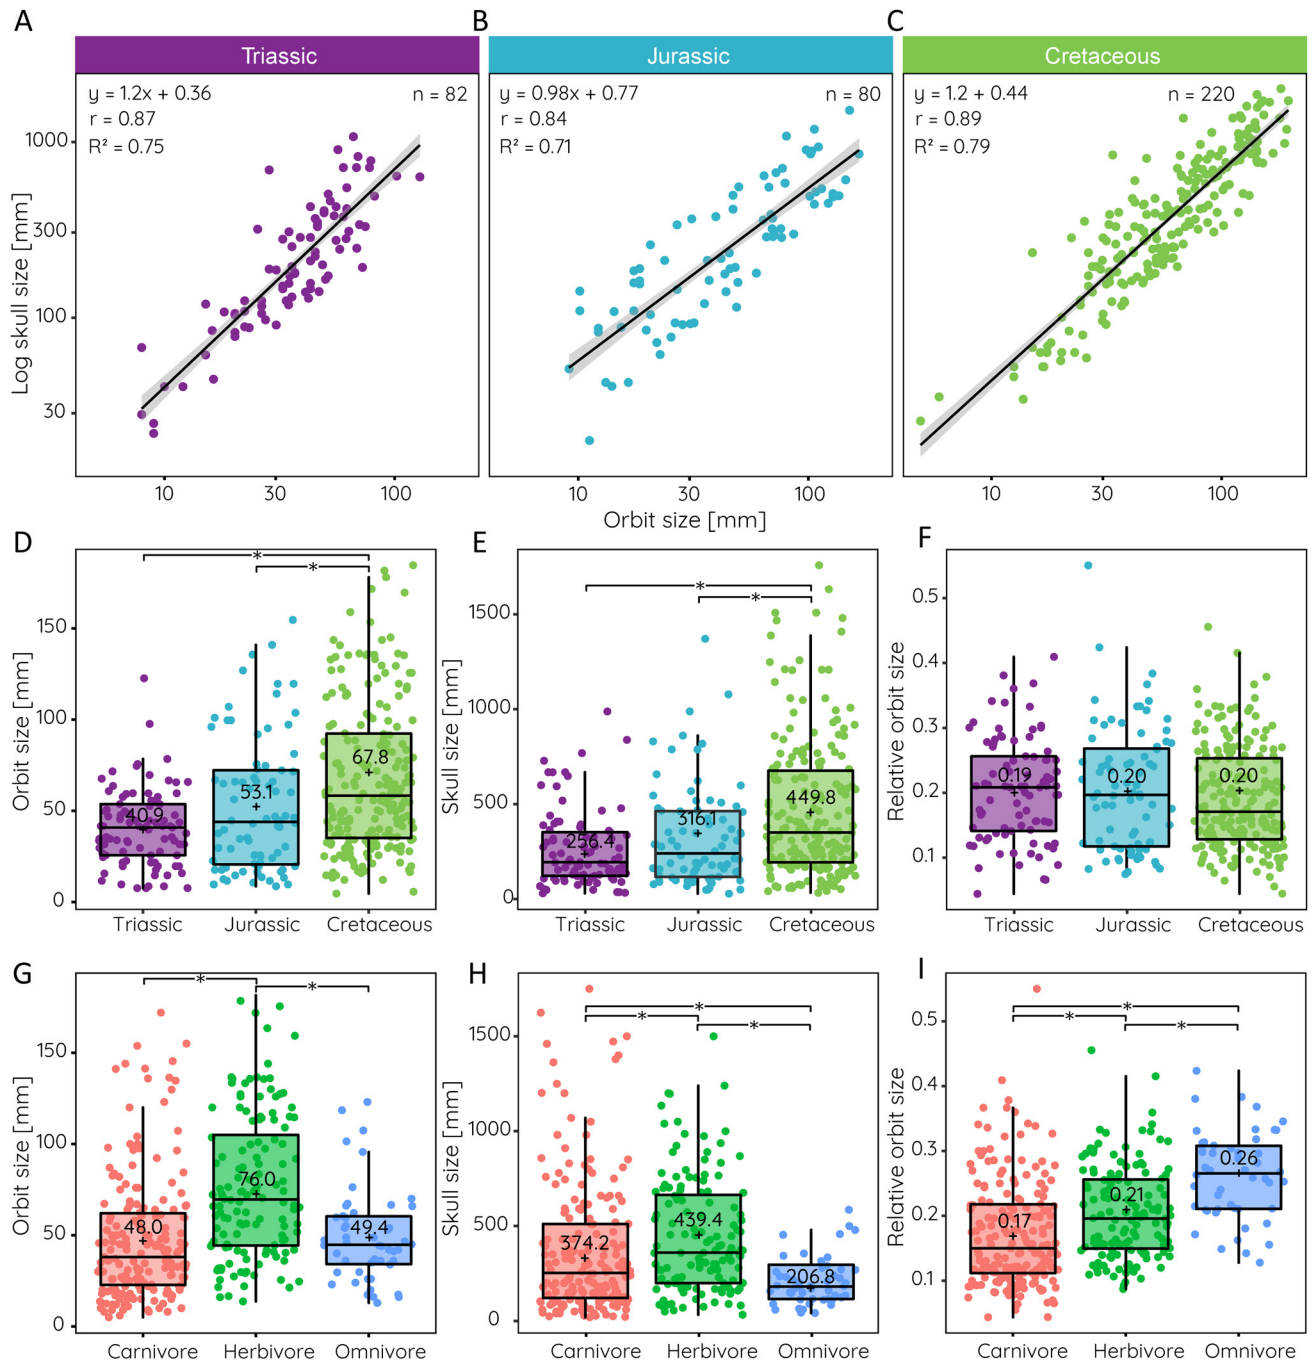 A
B
C
Triassic
Jurassic
Cretaceous
y = 1.2x + 0.36
n = 82
r = 0.87
R² = 0.75
y = 0.98x + 0.77
n = 80
r = 0.84
R² = 0.71
y = 1.2 + 0.44
n = 220
r = 0.89
R² = 0.79
Log skull size [mm]
1000
300
100
30
10
30
100
10
30
100
10
30
100
Orbit size [mm]
D
Orbit size [mm]
150
100
50
0
*
*
40.9
53.1
67.8
Triassic
Jurassic
Cretaceous
E
Skull size [mm]
1500
1000
500
0
*
*
256.4
316.1
449.8
Triassic
Jurassic
Cretaceous
F
Relative orbit size
0.5
0.4
0.3
0.2
0.1
0.19
0.20
0.20
Triassic
Jurassic
Cretaceous
G
Orbit size [mm]
150
100
50
0
*
*
48.0
76.0
49.4
Carnivore
Herbivore
Omnivore
H
Skull size [mm]
1500
1000
500
0
*
*
*
374.2
439.4
206.8
Carnivore
Herbivore
Omnivore
I
Relative orbit size
0.5
0.4
0.3
0.2
0.1
*
*
*
0.17
0.21
0.26
Carnivore
Herbivore
Omnivore